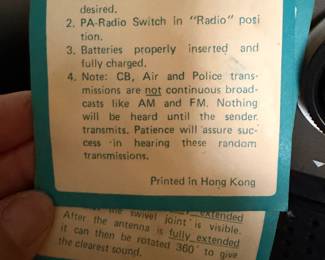 desired.
2. PA-Radio Switch in "Radio" posi
tion.
3. Batteries properly inserted and
fully charged.
4. Note: CB, Air and Police trans-
missions are not continuous broad-
casts like AM and FM. Nothing
will be heard until the sender
transmits. Patience will assure suc-
cess in hearing these random
transmissions.
Printed in Hong Kong
the swivel joint is visible.
After the antenna is fully extended
it can then be rotated 360° to give
the clearest sound.